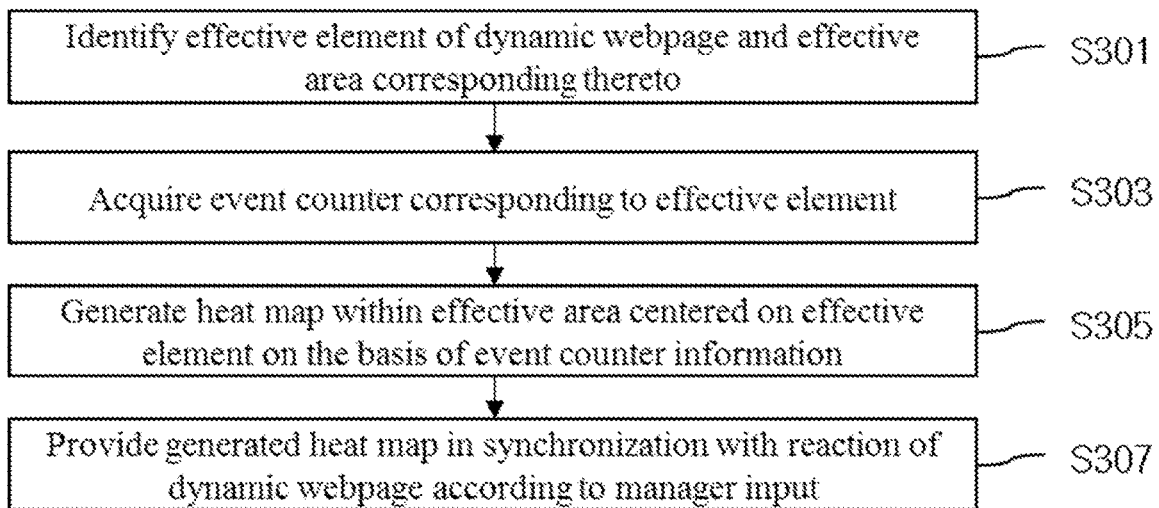 Identify effective element of dynamic webpage and effective
area corresponding thereto
S301
Acquire event counter corresponding to effective element
S303
Generate heat map within effective area centered on effective
element on the basis of event counter information
S305
Provide generated heat map in synchronization with reaction of
dynamic webpage according to manager input
S307